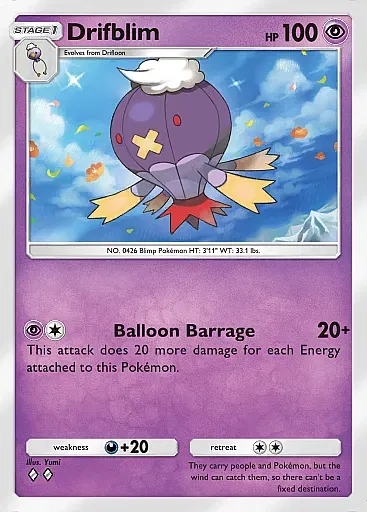 STAGE 1
Drifblim
HP 100
Evolves from Drifloon
NO. 0426 Blimp Pokémon HT: 3'11" WT: 33.1 lbs.
Balloon Barrage 20+
This attack does 20 more damage for each Energy
attached to this Pokémon.
weakness +20 retreat
Illus. Yumi
They carry people and Pokémon, but the
wind can catch them, so there can't be a
fixed destination.